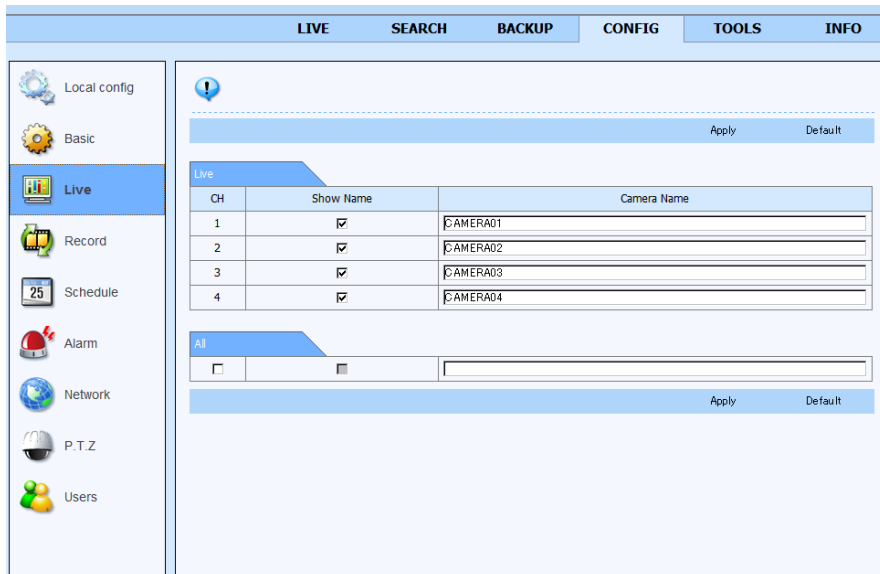 LIVE SEARCH BACKUP CONFIG TOOLS INFO
Local config
Basic
Live
Record
25 Schedule
Alarm
Network
P.T.Z
Users
Apply Default
Live
CH Show Name Camera Name
1 CAMERA01
2 CAMERA02
3 CAMERA03
4 CAMERA04
All
Apply Default